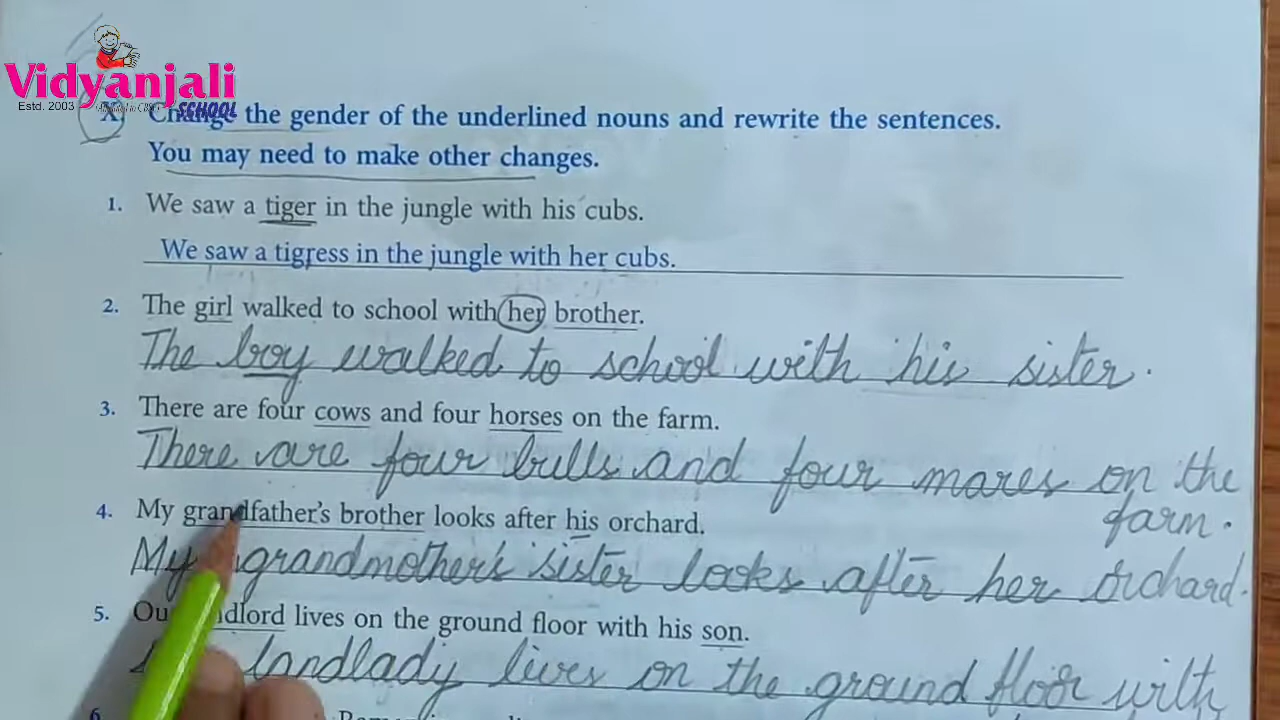 Vidyanjali
Estd. 2003
SCHOOL
X. Change the gender of the underlined nouns and rewrite the sentences.
You may need to make other changes.
1. We saw a tiger in the jungle with his cubs.
We saw a tigress in the jungle with her cubs.
2. The girl walked to school with her brother.
The boy walked to school with his sister.
3. There are four cows and four horses on the farm.
There are four bulls and four mares on the
farm.
4. My grandfather's brother looks after his orchard.
My grandmother's sister looks after her orchard.
5. lives on the ground floor with his son.
landlady lives on the ground floor with
6.